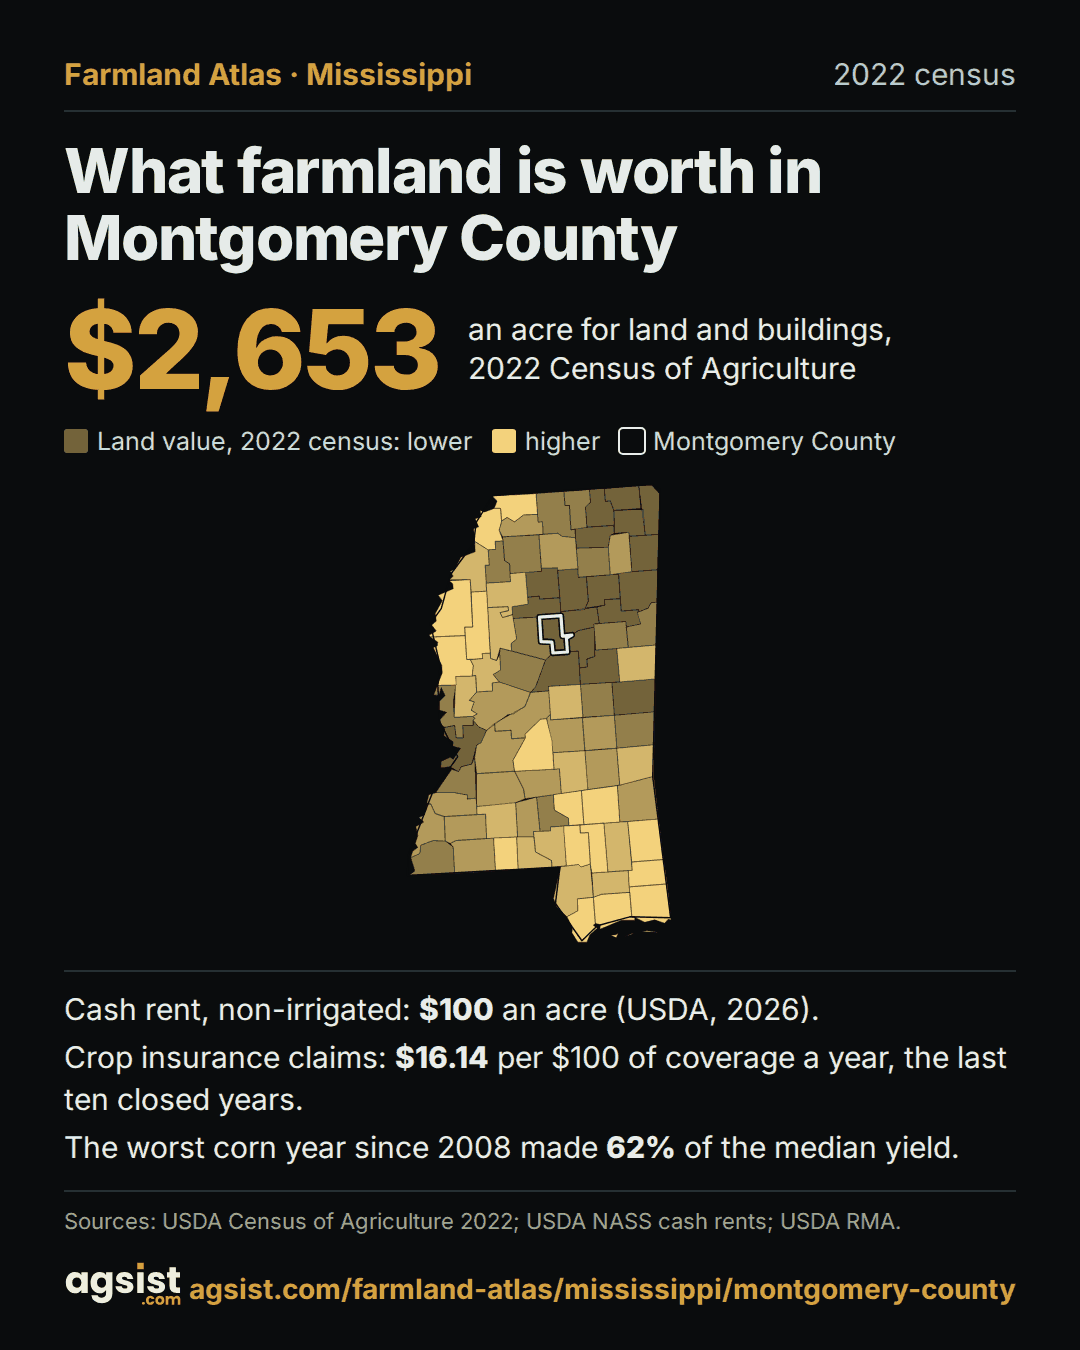 Farmland Atlas · Mississippi
2022 census
What farmland is worth in
Montgomery County
$2,653
an acre for land and buildings,
2022 Census of Agriculture
Land value, 2022 census: lower
higher
Montgomery County
Cash rent, non-irrigated: $100 an acre (USDA, 2026).
Crop insurance claims: $16.14 per $100 of coverage a year, the last
ten closed years.
The worst corn year since 2008 made 62% of the median yield.
Sources: USDA Census of Agriculture 2022; USDA NASS cash rents; USDA RMA.
agsist.com
agsist.com/farmland-atlas/mississippi/montgomery-county